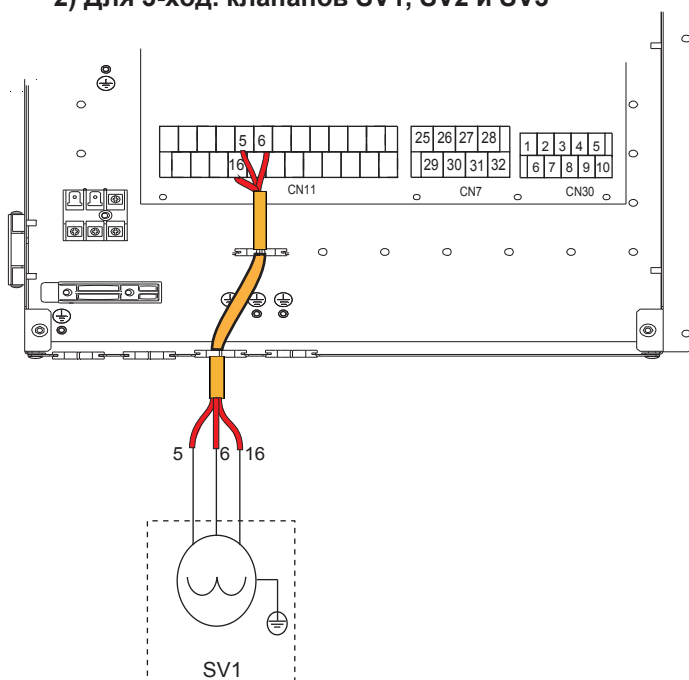 2) Для 3-ход. клапанов SV1, SV2 и SV3
5 6
25 26 27 28
1 2 3 4 5
16
29 30 31 32
6 7 8 9 10
CN11
CN7
CN30
5 6 16
SV1